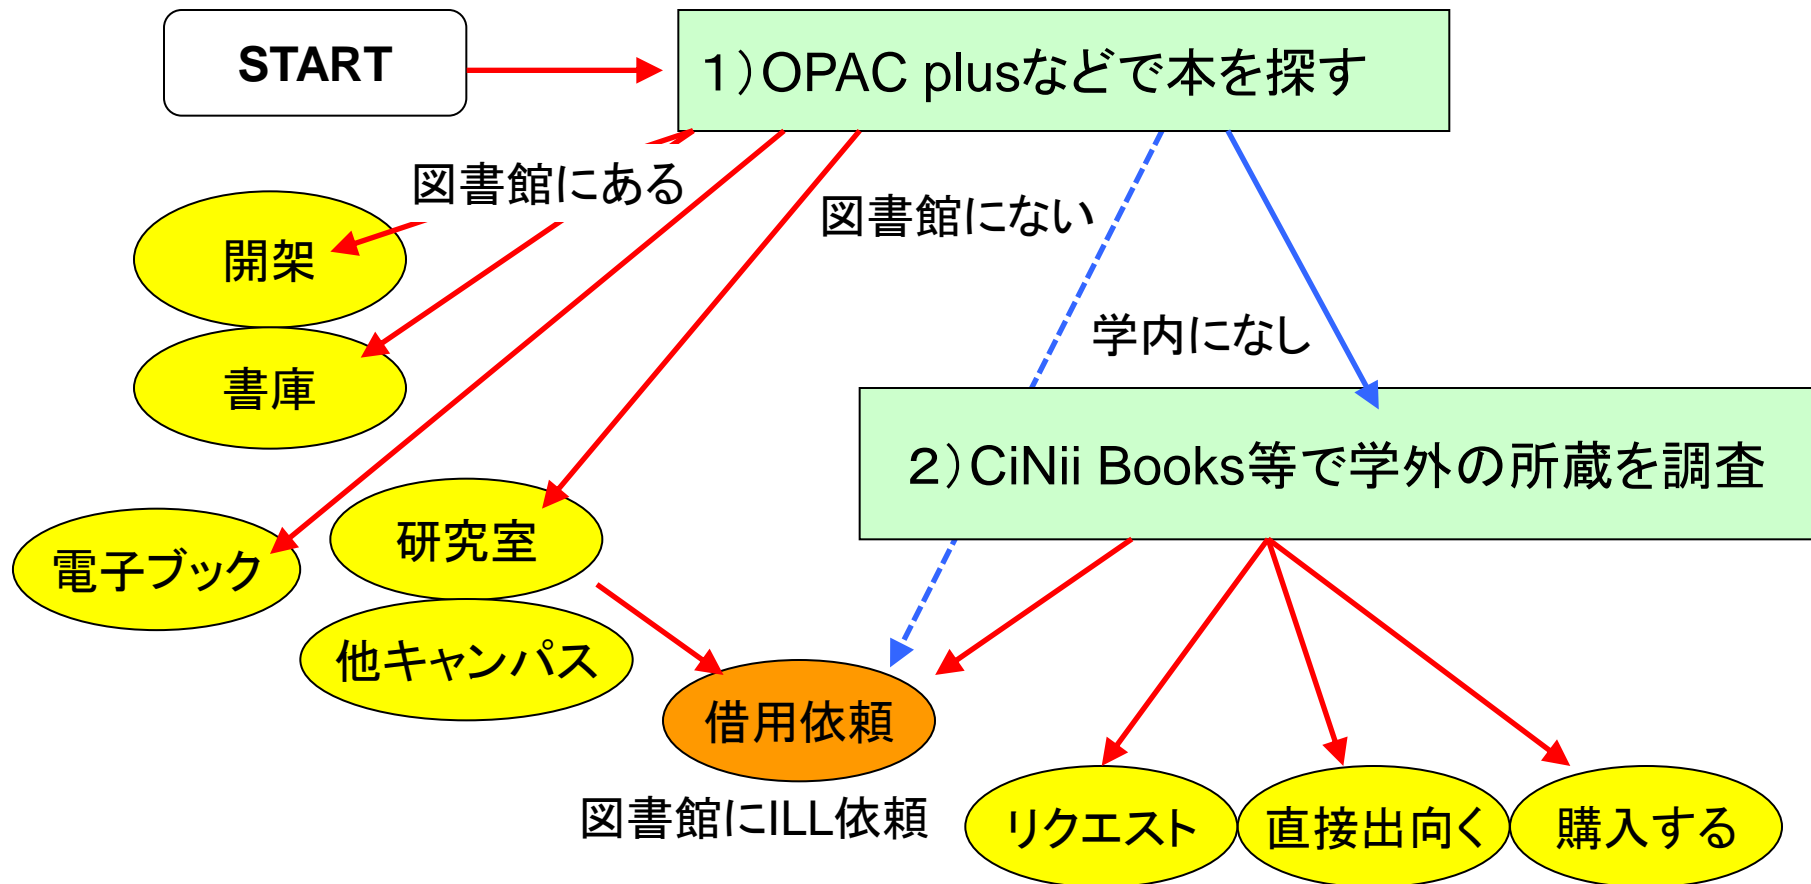 START
１）OPAC plusなどで本を探す
図書館にある
図書館にない
開架
学内になし
書庫
２）CiNii Books等で学外の所蔵を調査
研究室
電子ブック
他キャンパス
借用依頼
図書館にILL依頼
リクエスト
直接出向く
購入する